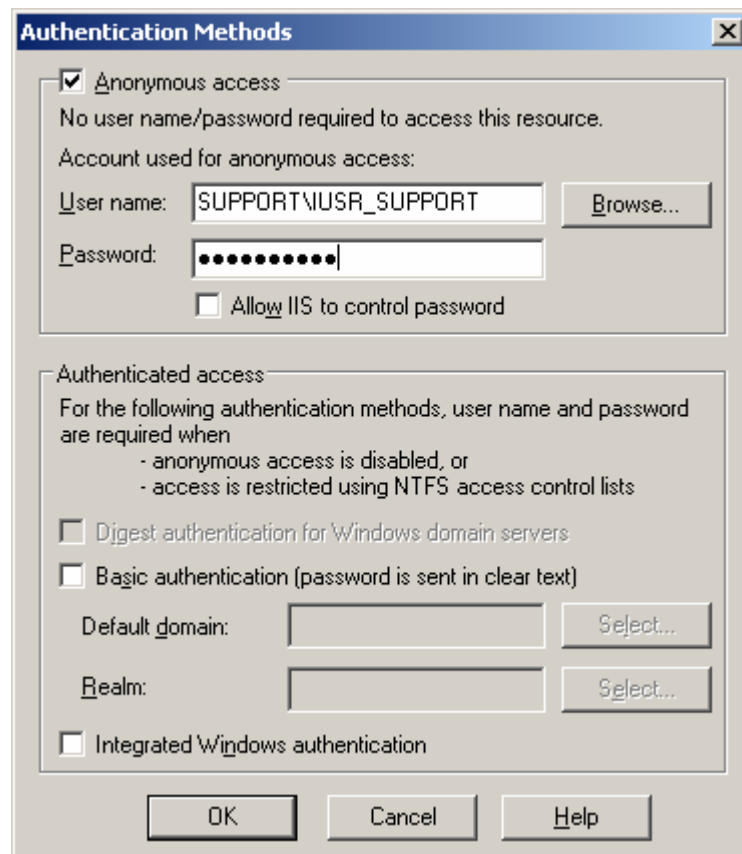 Authentication Methods
Anonymous access
No user name/password required to access this resource.
Account used for anonymous access:
User name: SUPPORT\IUSR_SUPPORT Browse...
Password: ●●●●●●●●●●
Allow IIS to control password
Authenticated access
For the following authentication methods, user name and password
are required when
- anonymous access is disabled, or
- access is restricted using NTFS access control lists
Digest authentication for Windows domain servers
Basic authentication (password is sent in clear text)
Default domain: Select...
Realm: Select...
Integrated Windows authentication
OK Cancel Help